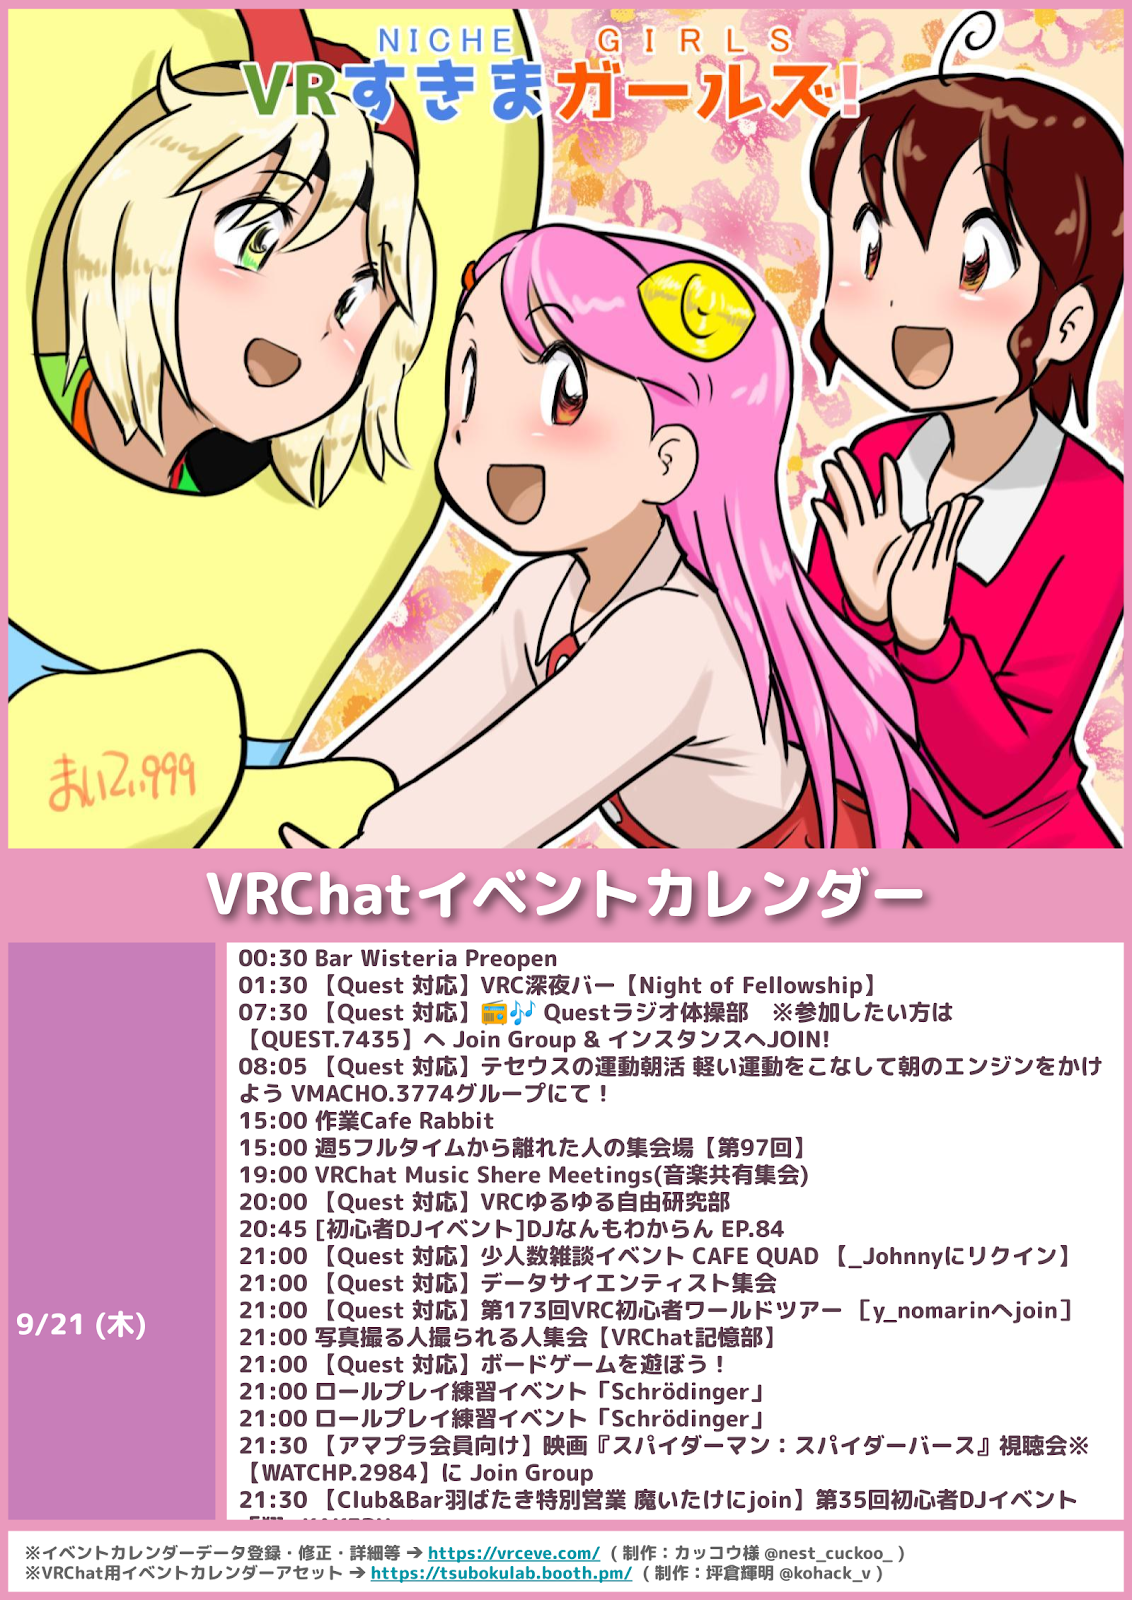 NICHE GIRLS
VRすきまガールズ!
まいてい999
VRChatイベントカレンダー
9/21 (木)
00:30 Bar Wisteria Preopen
01:30 【Quest 対応】VRC深夜バー【Night of Fellowship】
07:30 【Quest 対応】📻🎶 Questラジオ体操部　※参加したい方は
【QUEST.7435】へ Join Group & インスタンスへJOIN!
08:05 【Quest 対応】テセウスの運動朝活 軽い運動をこなして朝のエンジンをかけ
よう VMACHO.3774グループにて！
15:00 作業Cafe Rabbit
15:00 週5フルタイムから離れた人の集会場【第97回】
19:00 VRChat Music Shere Meetings(音楽共有集会)
20:00 【Quest 対応】VRCゆるゆる自由研究部
20:45 [初心者DJイベント]DJなんもわからん EP.84
21:00 【Quest 対応】少人数雑談イベント CAFE QUAD 【_Johnnyにリクイン】
21:00 【Quest 対応】データサイエンティスト集会
21:00 【Quest 対応】第173回VRC初心者ワールドツアー ［y_nomarinへjoin］
21:00 写真撮る人撮られる人集会【VRChat記憶部】
21:00 【Quest 対応】ボードゲームを遊ぼう！
21:00 ロールプレイ練習イベント「Schrödinger」
21:00 ロールプレイ練習イベント「Schrödinger」
21:30 【アマプラ会員向け】映画『スパイダーマン：スパイダーバース』視聴会※
【WATCHP.2984】に Join Group
21:30 【Club&Bar羽ばたき特別営業 魔いたけにjoin】第35回初心者DJイベント
※イベントカレンダーデータ登録・修正・詳細等 ➔ https://vrceve.com/ ( 制作：カッコウ様 @nest_cuckoo_ )
※VRChat用イベントカレンダーアセット ➔ https://tsubokulab.booth.pm/ ( 制作：坪倉輝明 @kohack_v )